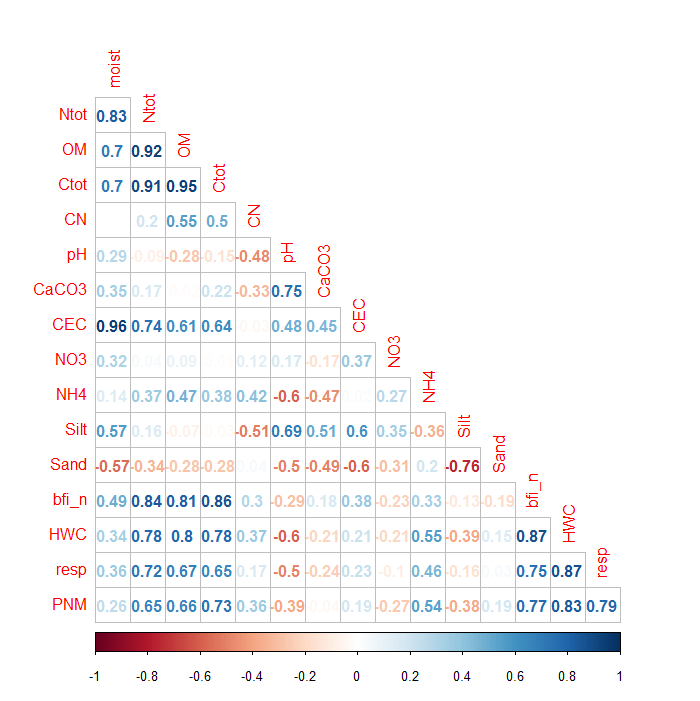 moist
Ntot 0.83 Ntot
OM 0.7 0.92 OM
Ctot 0.7 0.91 0.95 Ctot
CN 0.2 0.55 0.5 CN
pH 0.29 -0.09 -0.28 -0.15 -0.48 pH
CaCO3 0.35 0.17 0.22 -0.33 0.75 CaCO3
CEC 0.96 0.74 0.61 0.64 0.48 0.45 CEC
NO3 0.32 0.04 0.09 0.12 0.17 -0.17 0.37 NO3
NH4 0.14 0.37 0.47 0.38 0.42 -0.6 -0.47 0.27 NH4
Silt 0.57 0.16 -0.07 -0.51 0.69 0.51 0.6 0.35 -0.36 Silt
Sand -0.57 -0.34 -0.28 -0.28 0.04 -0.5 -0.49 -0.6 -0.31 0.2 -0.76 Sand
bfi_n 0.49 0.84 0.81 0.86 0.3 -0.29 0.18 0.38 -0.23 0.33 -0.13 -0.19 bfi_n
HWC 0.34 0.78 0.8 0.78 0.37 -0.6 -0.21 0.21 -0.21 0.55 -0.39 0.15 0.87 HWC
resp 0.36 0.72 0.67 0.65 0.17 -0.5 -0.24 0.23 -0.1 0.46 -0.16 0.75 0.87 resp
PNM 0.26 0.65 0.66 0.73 0.36 -0.39 0.19 -0.27 0.54 -0.38 0.19 0.77 0.83 0.79
-1 -0.8 -0.6 -0.4 -0.2 0 0.2 0.4 0.6 0.8 1